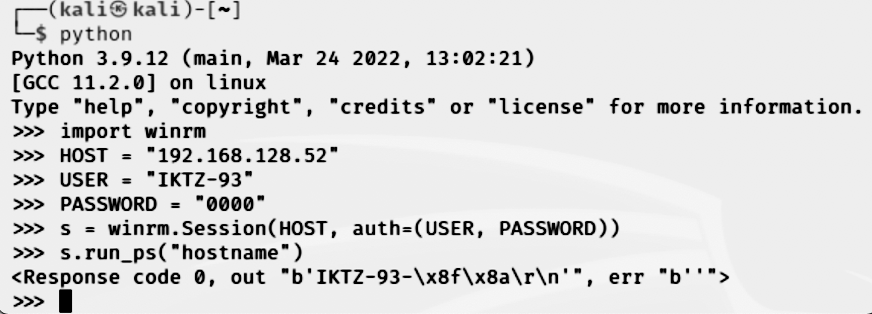 ┌──(kali㉿kali)-[~]
└─$ python
Python 3.9.12 (main, Mar 24 2022, 13:02:21)
[GCC 11.2.0] on linux
Type "help", "copyright", "credits" or "license" for more information.
>>> import winrm
>>> HOST = "192.168.128.52"
>>> USER = "IKTZ-93"
>>> PASSWORD = "0000"
>>> s = winrm.Session(HOST, auth=(USER, PASSWORD))
>>> s.run_ps("hostname")
<Response code 0, out "b'IKTZ-93-\x8f\x8a\r\n'", err "b''">
>>>